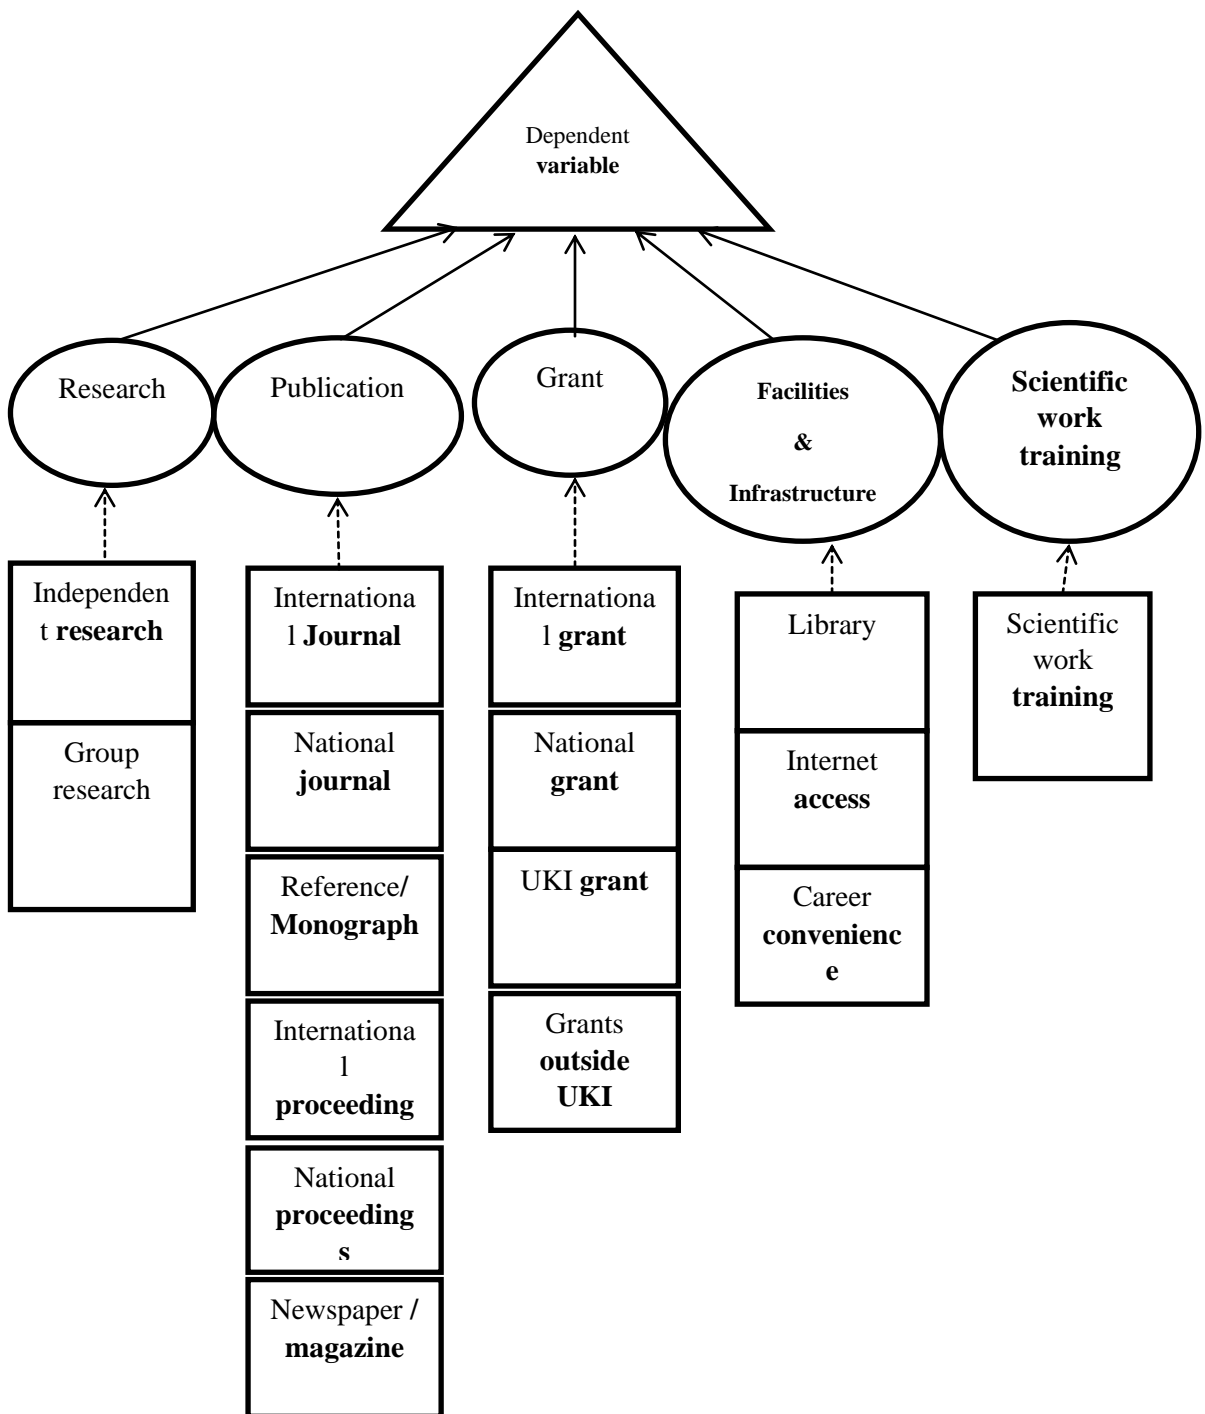 Dependent
variable
Research
Publication
Grant
Facilities
&
Infrastructure
Scientific
work
training
Independen
t research
Group
research
Internationa
l Journal
National
journal
Reference/
Monograph
Internationa
l
proceeding
National
proceeding
s
Newspaper /
magazine
Internationa
l grant
National
grant
UKI grant
Grants
outside
UKI
Library
Internet
access
Career
convenienc
e
Scientific
work
training